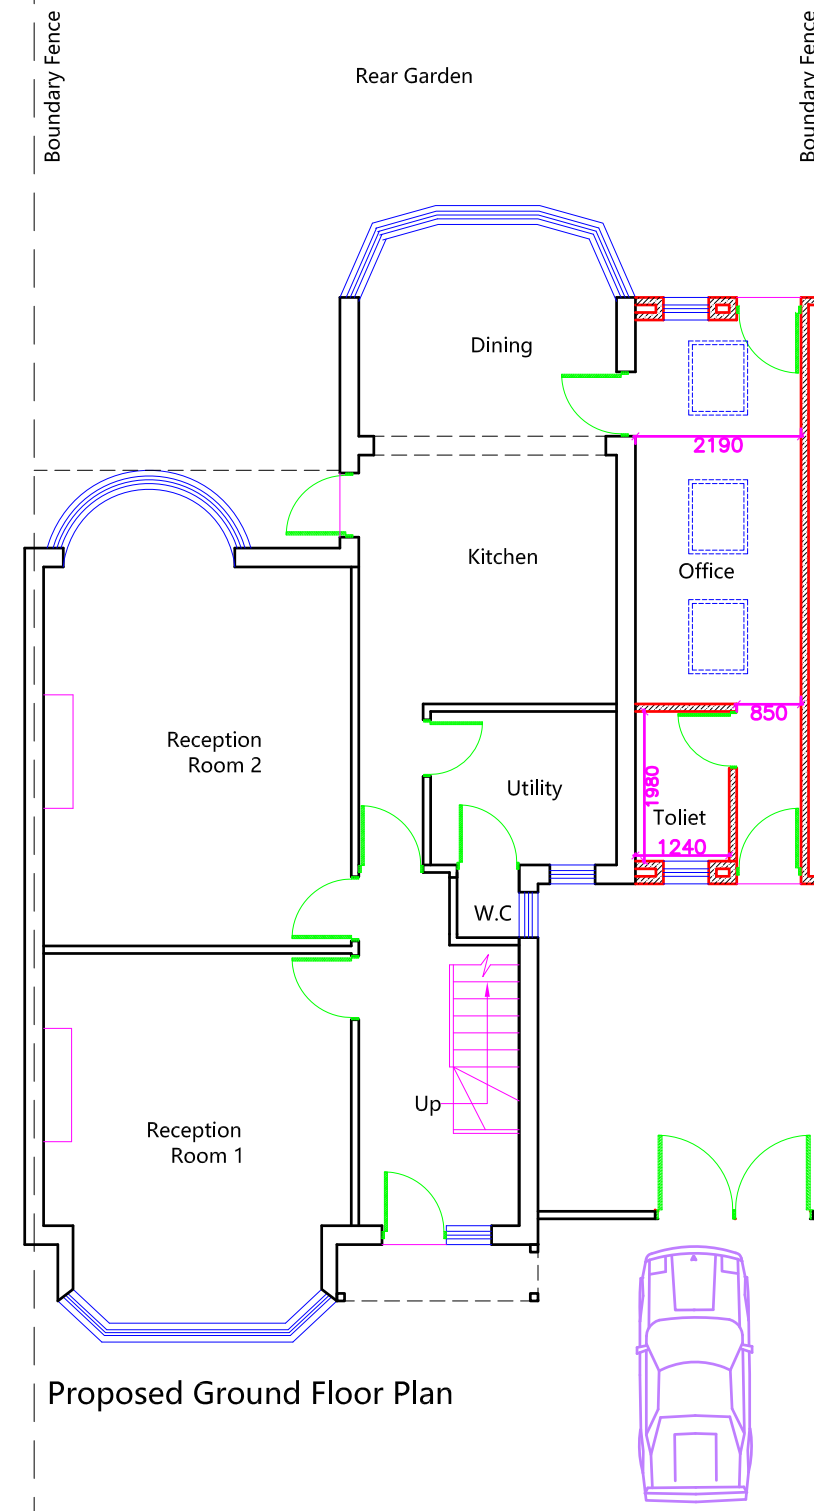 Boundary Fence
Boundary Fence
Rear Garden
Dining
2190
Kitchen
Office
850
Reception
Room 2
Utility
1980
Toliet
1240
W.C
Up
Reception
Room 1
Proposed Ground Floor Plan